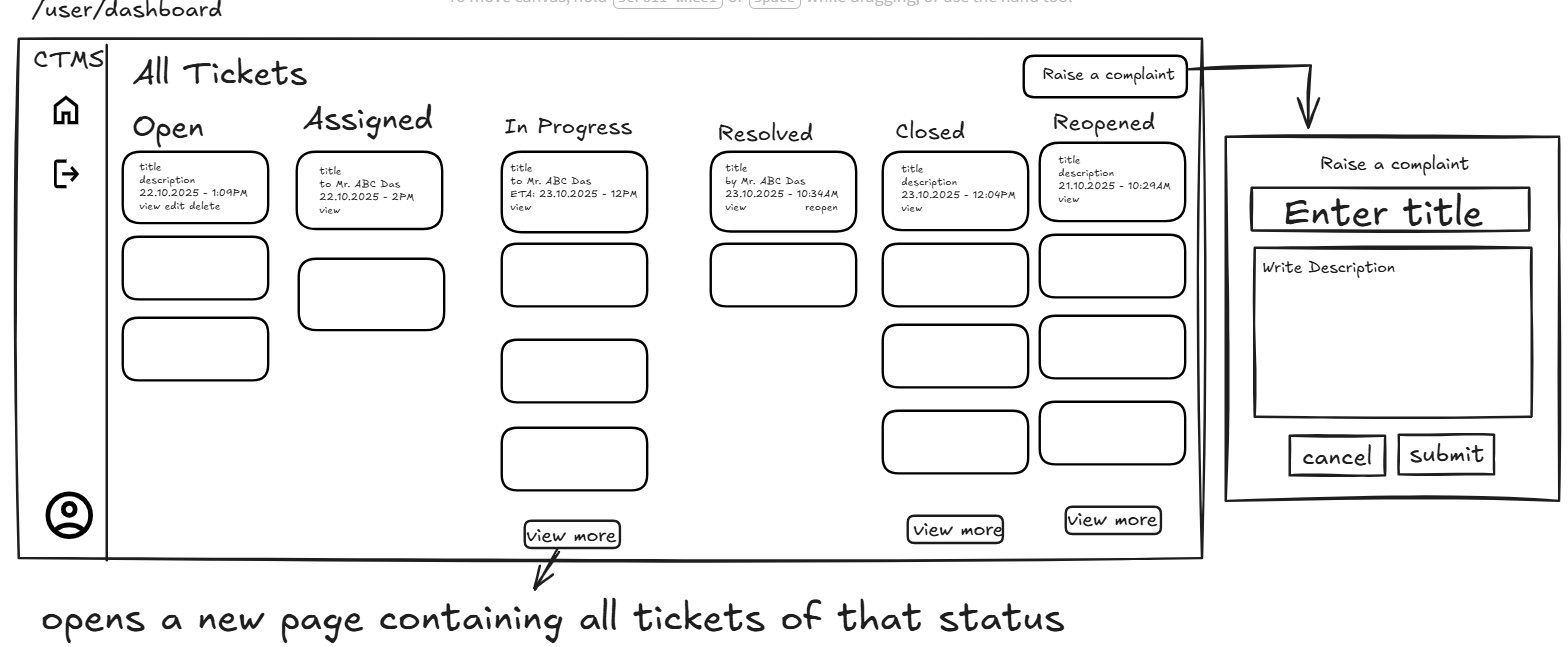 /user/dashboard
To move canvas, hold Scroll wheel or Space while dragging, or use the hand tool
CTMS
All Tickets
Raise a complaint
Open
title
description
22.10.2025 - 1:09PM
view edit delete
Assigned
title
to Mr. ABC Das
22.10.2025 - 2PM
view
In Progress
title
to Mr. ABC Das
ETA: 23.10.2025 - 12PM
view
view more
Resolved
title
by Mr. ABC Das
23.10.2025 - 10:34AM
view reopen
Closed
title
description
23.10.2025 - 12:04PM
view
view more
Reopened
title
description
21.10.2025 - 10:29AM
view
view more
Raise a complaint
Enter title
Write Description
cancel
submit
opens a new page containing all tickets of that status